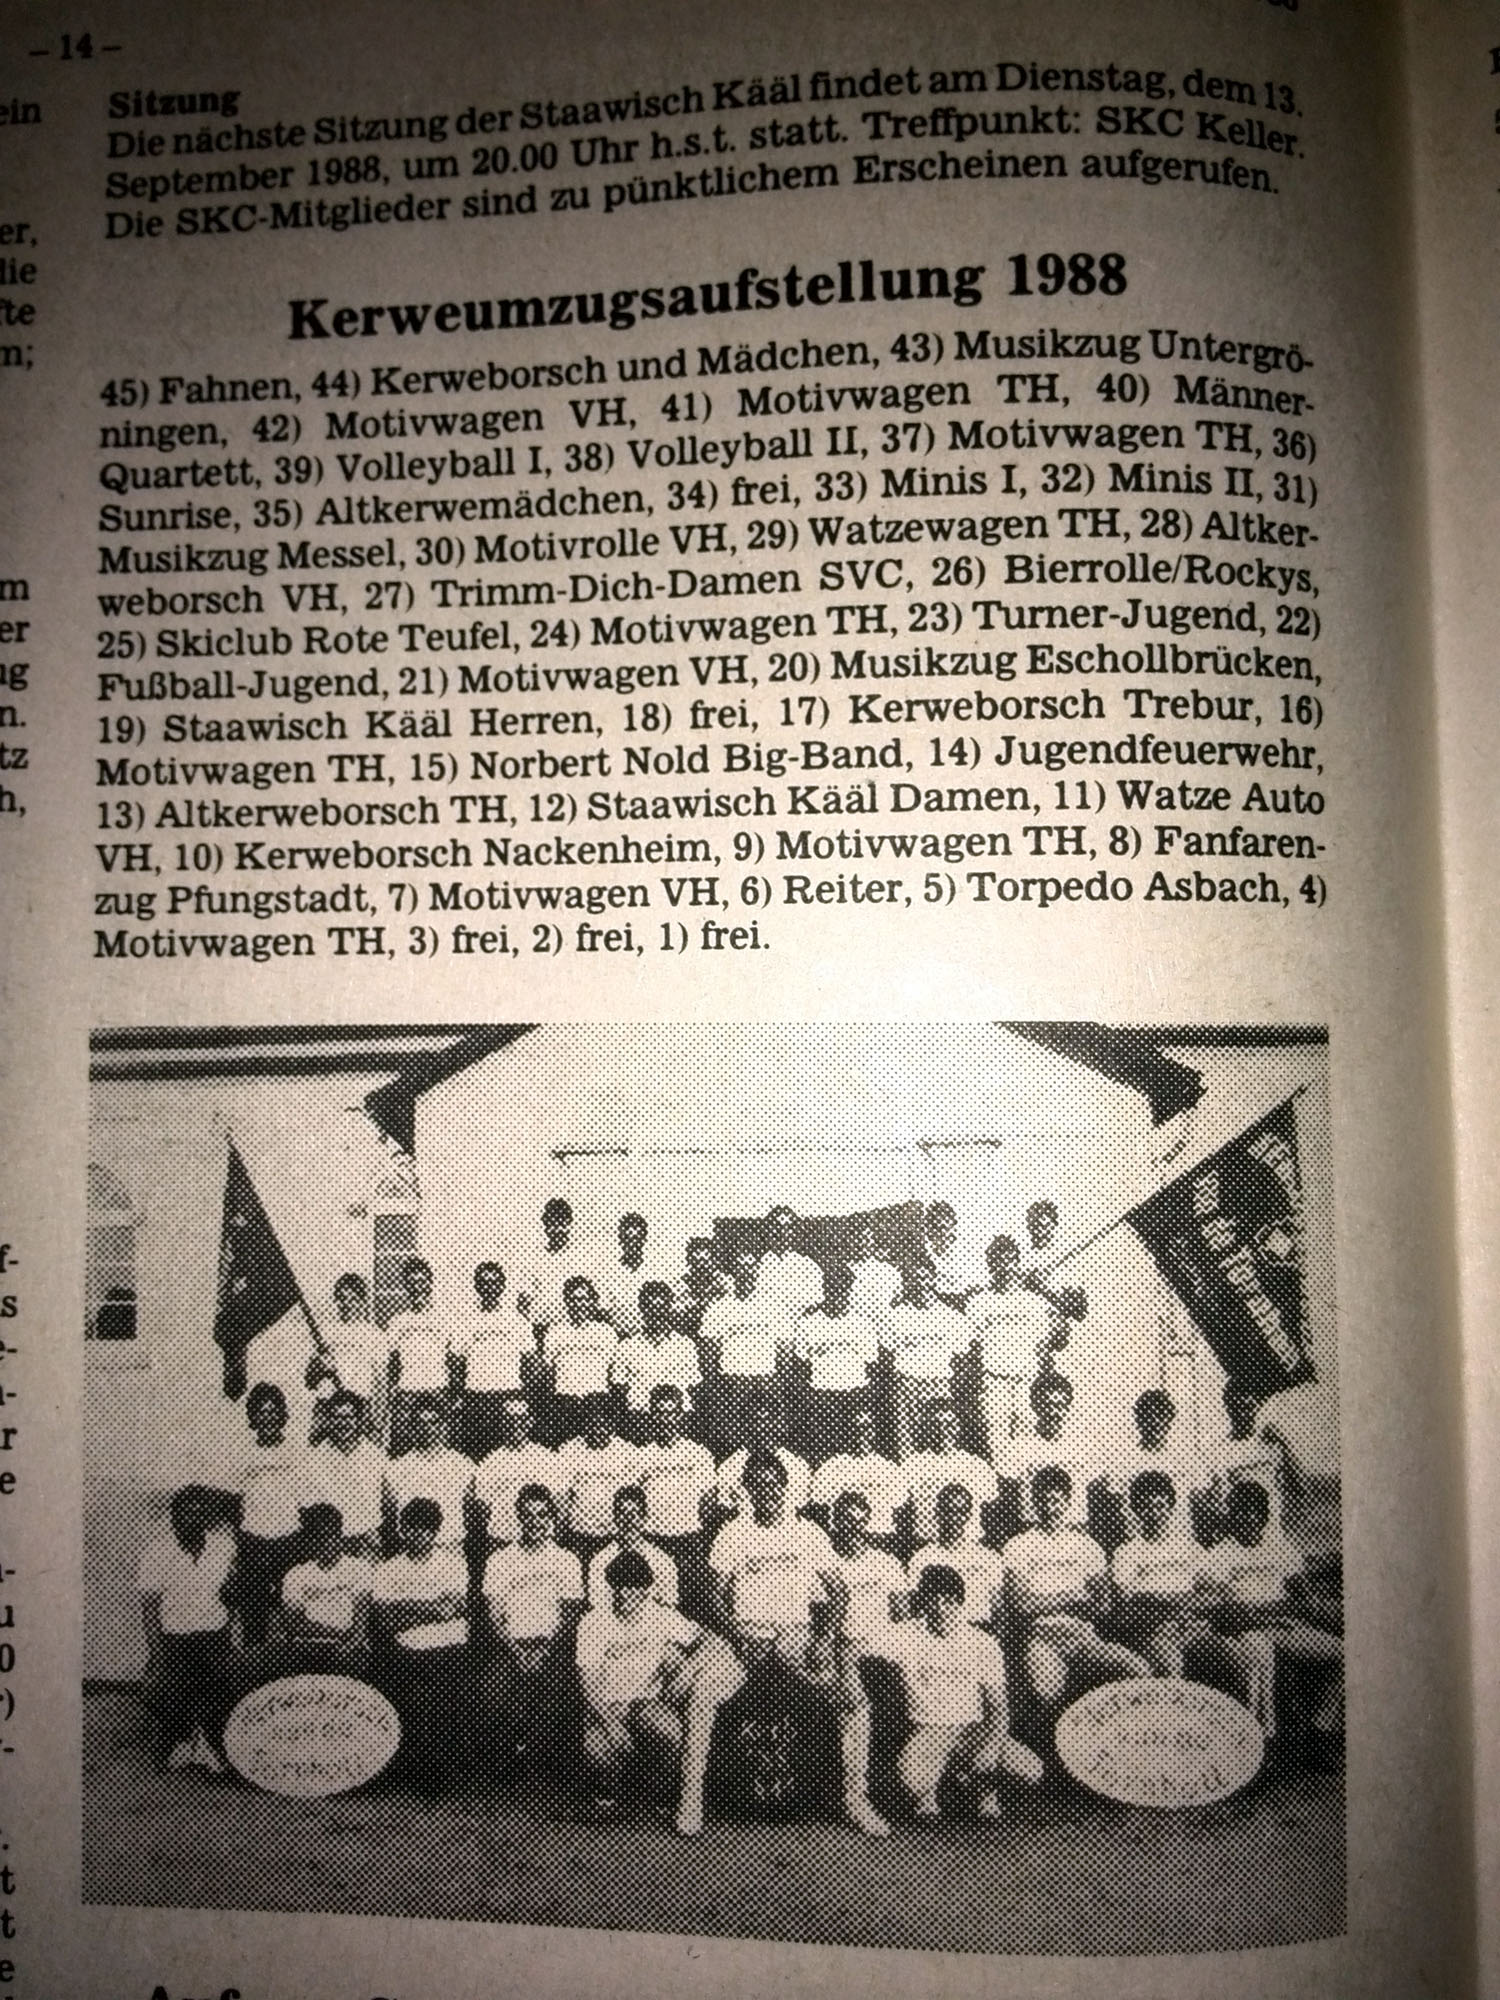 – 14 –
ein
Sitzung
Die nächste Sitzung der Staawisch Kääl findet am Dienstag, dem 13.
September 1988, um 20.00 Uhr h.s.t. statt. Treffpunkt: SKC Keller.
Die SKC-Mitglieder sind zu pünktlichem Erscheinen aufgerufen.
Kerweumzugsaufstellung 1988
45) Fahnen, 44) Kerweborsch und Mädchen, 43) Musikzug Untergrö-
ningen, 42) Motivwagen VH, 41) Motivwagen TH, 40) Männer-
Quartett, 39) Volleyball I, 38) Volleyball II, 37) Motivwagen TH, 36)
Sunrise, 35) Altkerwemädchen, 34) frei, 33) Minis I, 32) Minis II, 31)
Musikzug Messel, 30) Motivrolle VH, 29) Watzewagen TH, 28) Altker-
weborsch VH, 27) Trimm-Dich-Damen SVC, 26) Bierrolle/Rockys,
25) Skiclub Rote Teufel, 24) Motivwagen TH, 23) Turner-Jugend, 22)
Fußball-Jugend, 21) Motivwagen VH, 20) Musikzug Eschollbrücken,
19) Staawisch Kääl Herren, 18) frei, 17) Kerweborsch Trebur, 16)
Motivwagen TH, 15) Norbert Nold Big-Band, 14) Jugendfeuerwehr,
13) Altkerweborsch TH, 12) Staawisch Kääl Damen, 11) Watze Auto
VH, 10) Kerweborsch Nackenheim, 9) Motivwagen TH, 8) Fanfaren-
zug Pfungstadt, 7) Motivwagen VH, 6) Reiter, 5) Torpedo Asbach, 4)
Motivwagen TH, 3) frei, 2) frei, 1) frei.